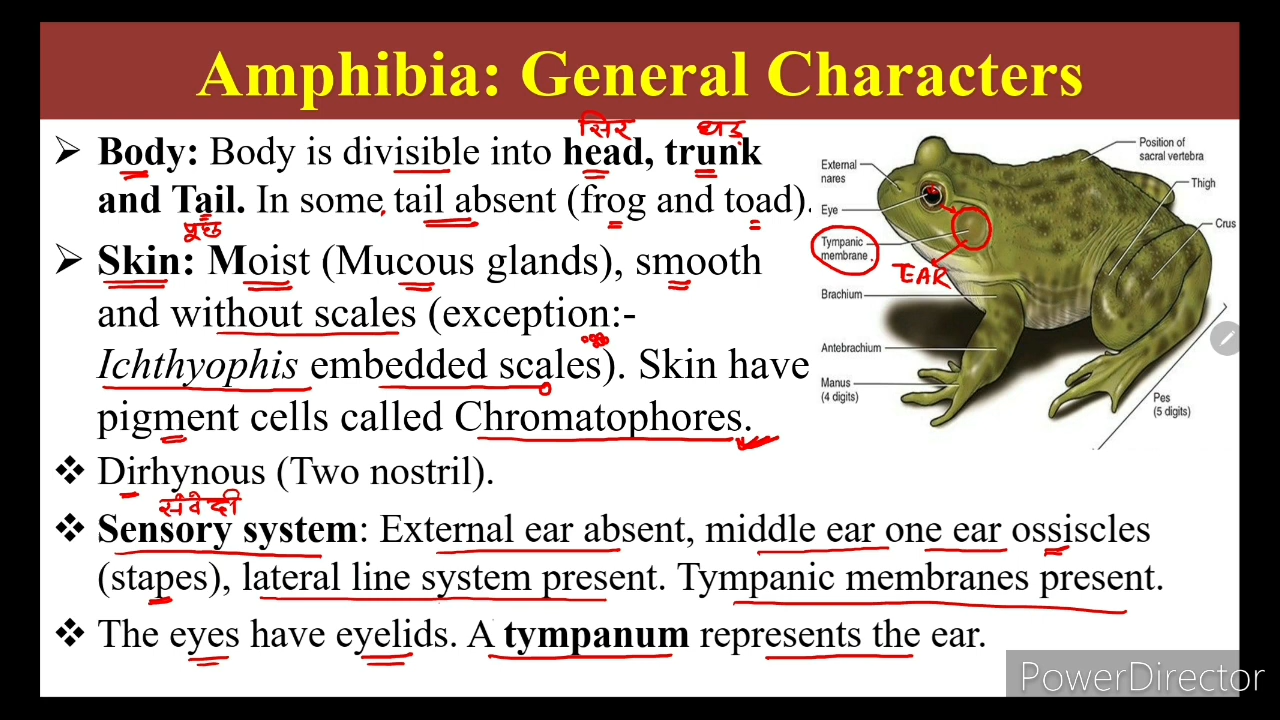 Amphibia: General Characters
सिर धड़
➤ Body: Body is divisible into head, trunk
and Tail. In some tail absent (frog and toad).
पूछ
➤ Skin: Moist (Mucous glands), smooth
and without scales (exception:-
Ichthyophis embedded scales). Skin have
pigment cells called Chromatophores.
❖ Dirhynous (Two nostril).
संवेदी
❖ Sensory system: External ear absent, middle ear one ear ossiscles
(stapes), lateral line system present. Tympanic membranes present.
❖ The eyes have eyelids. A tympanum represents the ear.
External
nares
Eye
Tympanic
membrane
EAR
Brachium
Antebrachium
Manus
(4 digits)
Position of
sacral vertebra
Thigh
Crus
Pes
(5 digits)
PowerDirector